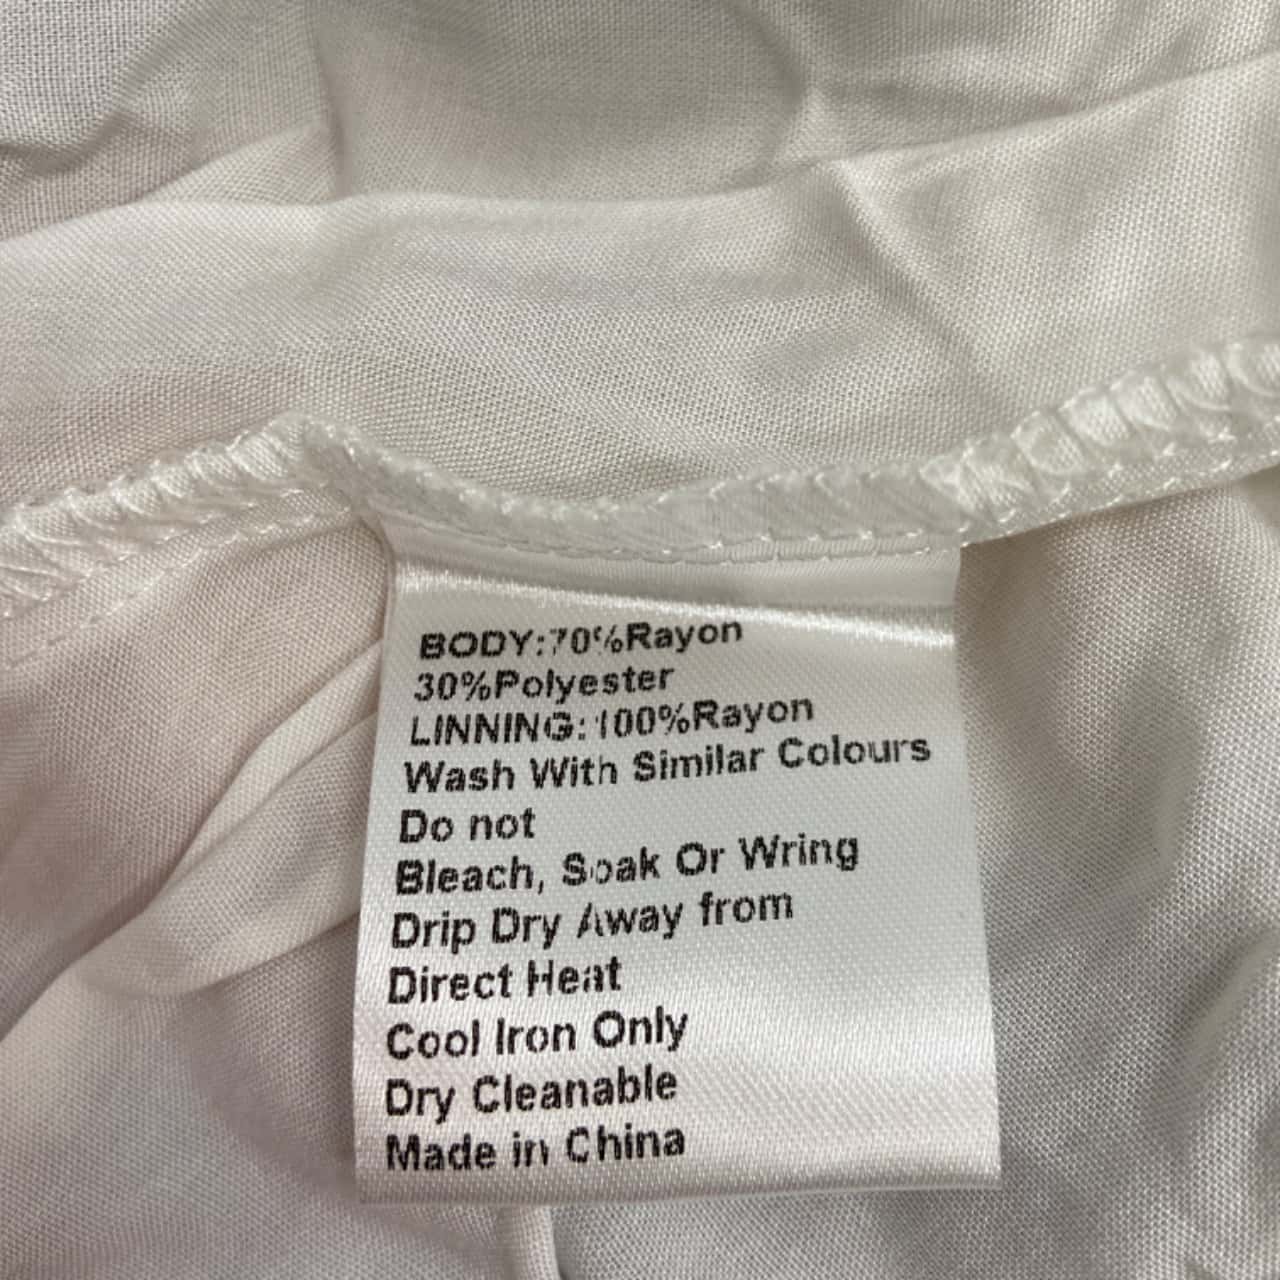 BODY:70%Rayon
30%Polyester
LINNING:100%Rayon
Wash With Similar Colours
Do not
Bleach, Soak Or Wring
Drip Dry Away from
Direct Heat
Cool Iron Only
Dry Cleanable
Made in China